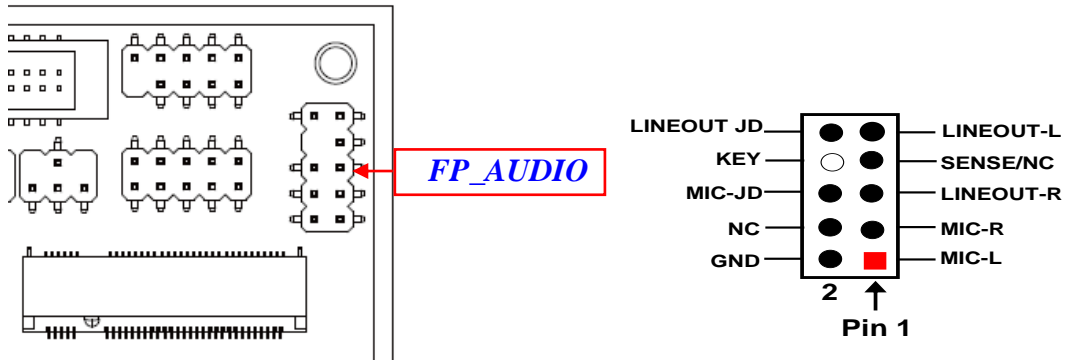 FP_AUDIO
LINEOUT JD
LINEOUT-L
KEY
SENSE/NC
MIC-JD
LINEOUT-R
NC
MIC-R
GND
MIC-L
2
Pin 1